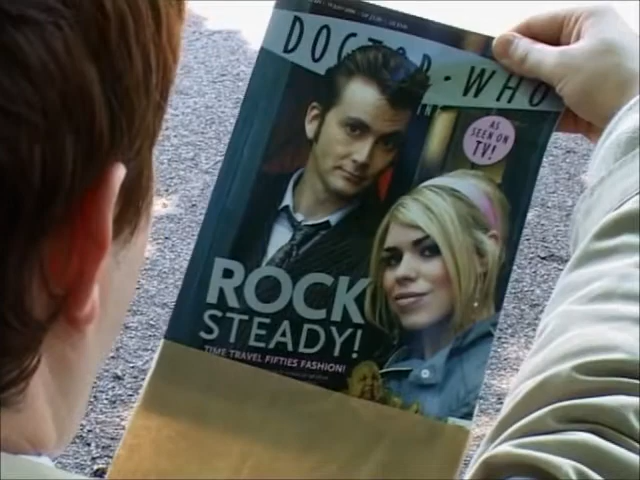 DOCTOR·WHO
AS
SEEN ON
TV!
ROCK
STEADY!
TIME TRAVEL FIFTIES FASHION!